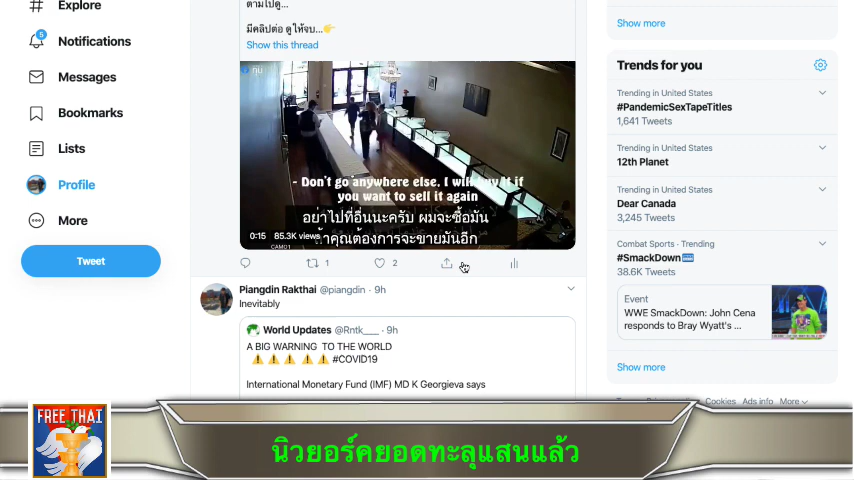 Explore
5
Notifications
Messages
Bookmarks
Lists
Profile
More
Tweet
ตามไปดู...
มีคลิปต่อ ดูให้จบ...
Show this thread
- Don't go anywhere else. I will buy it if
you want to sell it again
อย่าไปที่อื่นนะครับ ผมจะซื้อมัน
ถ้าคุณต้องการจะขายมันอีก
0:15 85.3K views
CAM01
1
2
Piangdin Rakthai @piangdin · 9h
Inevitably
World Updates @Rntk___ · 9h
A BIG WARNING TO THE WORLD
#COVID19
International Monetary Fund (IMF) MD K Georgieva says
Show more
Trends for you
Trending in United States
#PandemicSexTapeTitles
1,641 Tweets
Trending in United States
12th Planet
Trending in United States
Dear Canada
3,245 Tweets
Combat Sports · Trending
#SmackDown
38.6K Tweets
Event
WWE SmackDown: John Cena
responds to Bray Wyatt's ...
Show more
Cookies Ads info More
FREE THAI
นิวยอร์คยอดทะลุแสนแล้ว